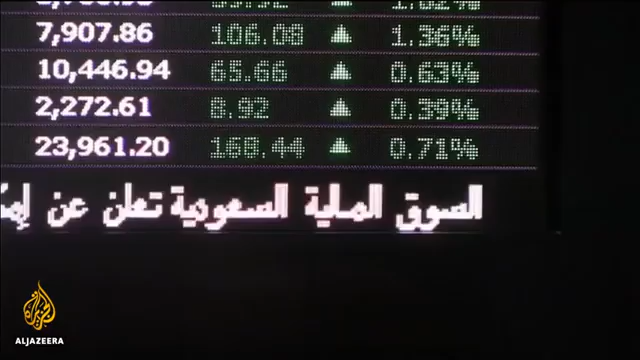 7,907.86 106.08 1.36%
10,446.94 65.66 0.63%
2,272.61 8.92 0.39%
23,961.20 168.44 0.71%
السوق المالية السعودية تعلن عن
ALJAZEERA